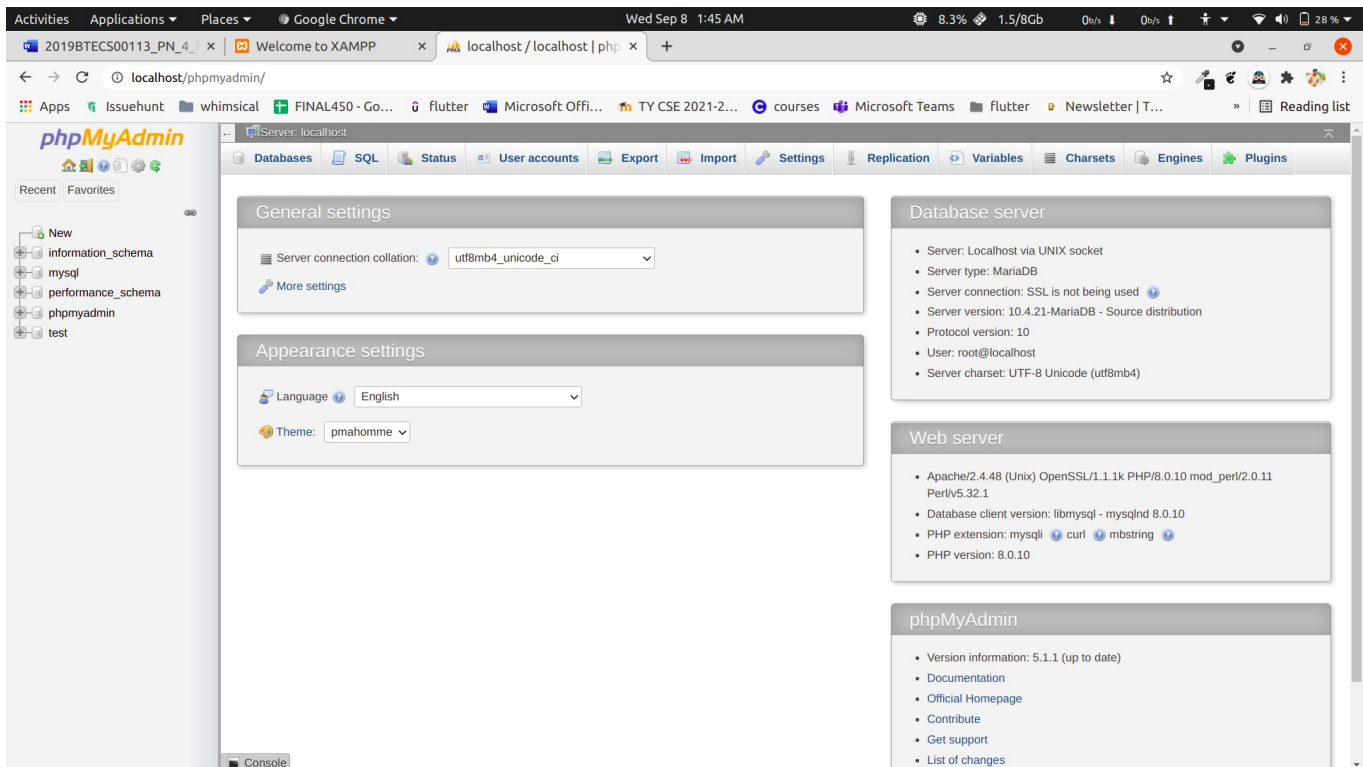 Activities Applications Places Google Chrome Wed Sep 8 1:45 AM 8.3% 1.5/8Gb 0b/s 0b/s 28 %
2019BTECS00113_PN_4_ Welcome to XAMPP localhost / localhost | php
localhost/phpmyadmin/
Apps Issuehunt whimsical FINAL450 - Go... flutter Microsoft Offi... TY CSE 2021-2... courses Microsoft Teams flutter Newsletter | T... » Reading list
phpMyAdmin
Server: localhost
Databases SQL Status User accounts Export Import Settings Replication Variables Charsets Engines Plugins
Recent Favorites
New
information_schema
mysql
performance_schema
phpmyadmin
test
General settings
Server connection collation: utf8mb4_unicode_ci
More settings
Appearance settings
Language English
Theme: pmahomme
Database server
Server: Localhost via UNIX socket
Server type: MariaDB
Server connection: SSL is not being used
Server version: 10.4.21-MariaDB - Source distribution
Protocol version: 10
User: root@localhost
Server charset: UTF-8 Unicode (utf8mb4)
Web server
Apache/2.4.48 (Unix) OpenSSL/1.1.1k PHP/8.0.10 mod_perl/2.0.11
Perl/v5.32.1
Database client version: libmysql - mysqlnd 8.0.10
PHP extension: mysqli curl mbstring
PHP version: 8.0.10
phpMyAdmin
Version information: 5.1.1 (up to date)
Documentation
Official Homepage
Contribute
Get support
List of changes
Console